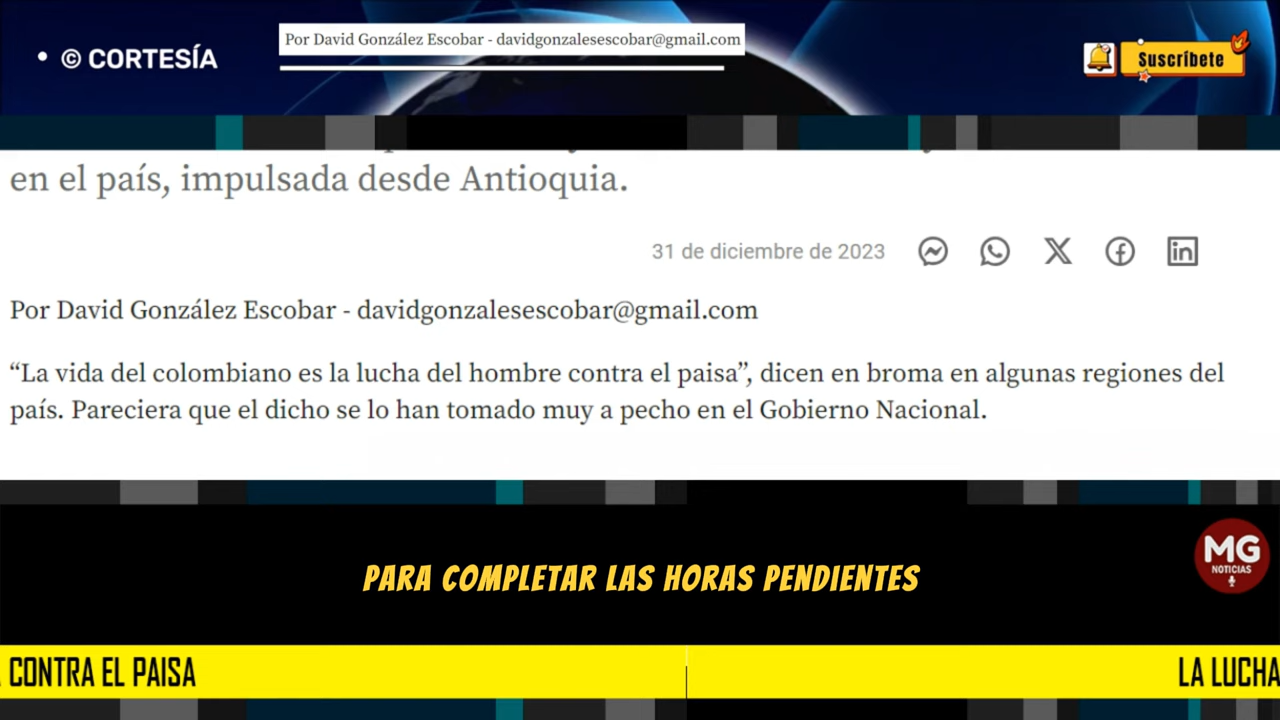 • © CORTESÍA
Por David González Escobar - davidgonzalesescobar@gmail.com
Suscríbete
en el país, impulsada desde Antioquia.
31 de diciembre de 2023
Por David González Escobar - davidgonzalesescobar@gmail.com
“La vida del colombiano es la lucha del hombre contra el paisa”, dicen en broma en algunas regiones del
país. Pareciera que el dicho se lo han tomado muy a pecho en el Gobierno Nacional.
MG
NOTICIAS
PARA COMPLETAR LAS HORAS PENDIENTES
CONTRA EL PAISA
LA LUCHA